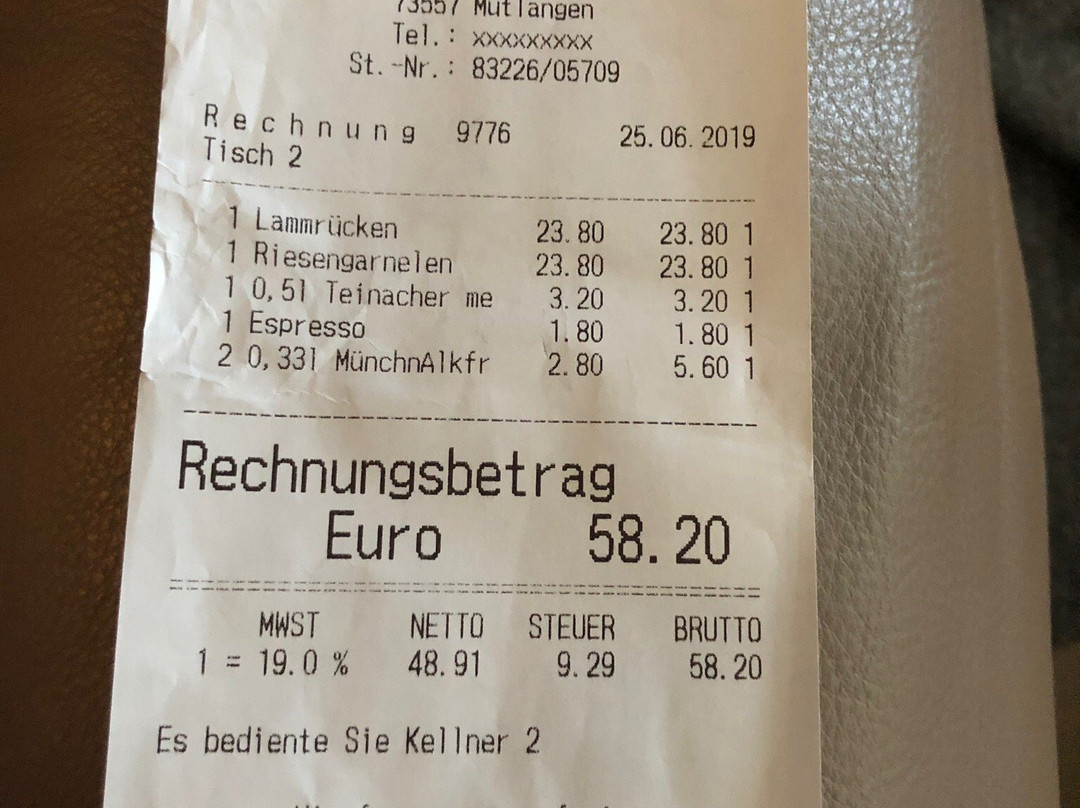 73557 Mutlangen
Tel.: xxxxxxxxx
St.-Nr.: 83226/05709
Rechnung 9776 25.06.2019
Tisch 2
1 Lammrücken 23.80 23.80 1
1 Riesengarnelen 23.80 23.80 1
1 0,5l Teinacher me 3.20 3.20 1
1 Espresso 1.80 1.80 1
2 0,33l MünchnAlkfr 2.80 5.60 1
Rechnungsbetrag
Euro 58.20
MWST NETTO STEUER BRUTTO
1 = 19.0 % 48.91 9.29 58.20
Es bediente Sie Kellner 2